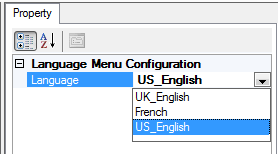 Property
A
Z
Language Menu Configuration
Language US_English
UK_English
French
US_English